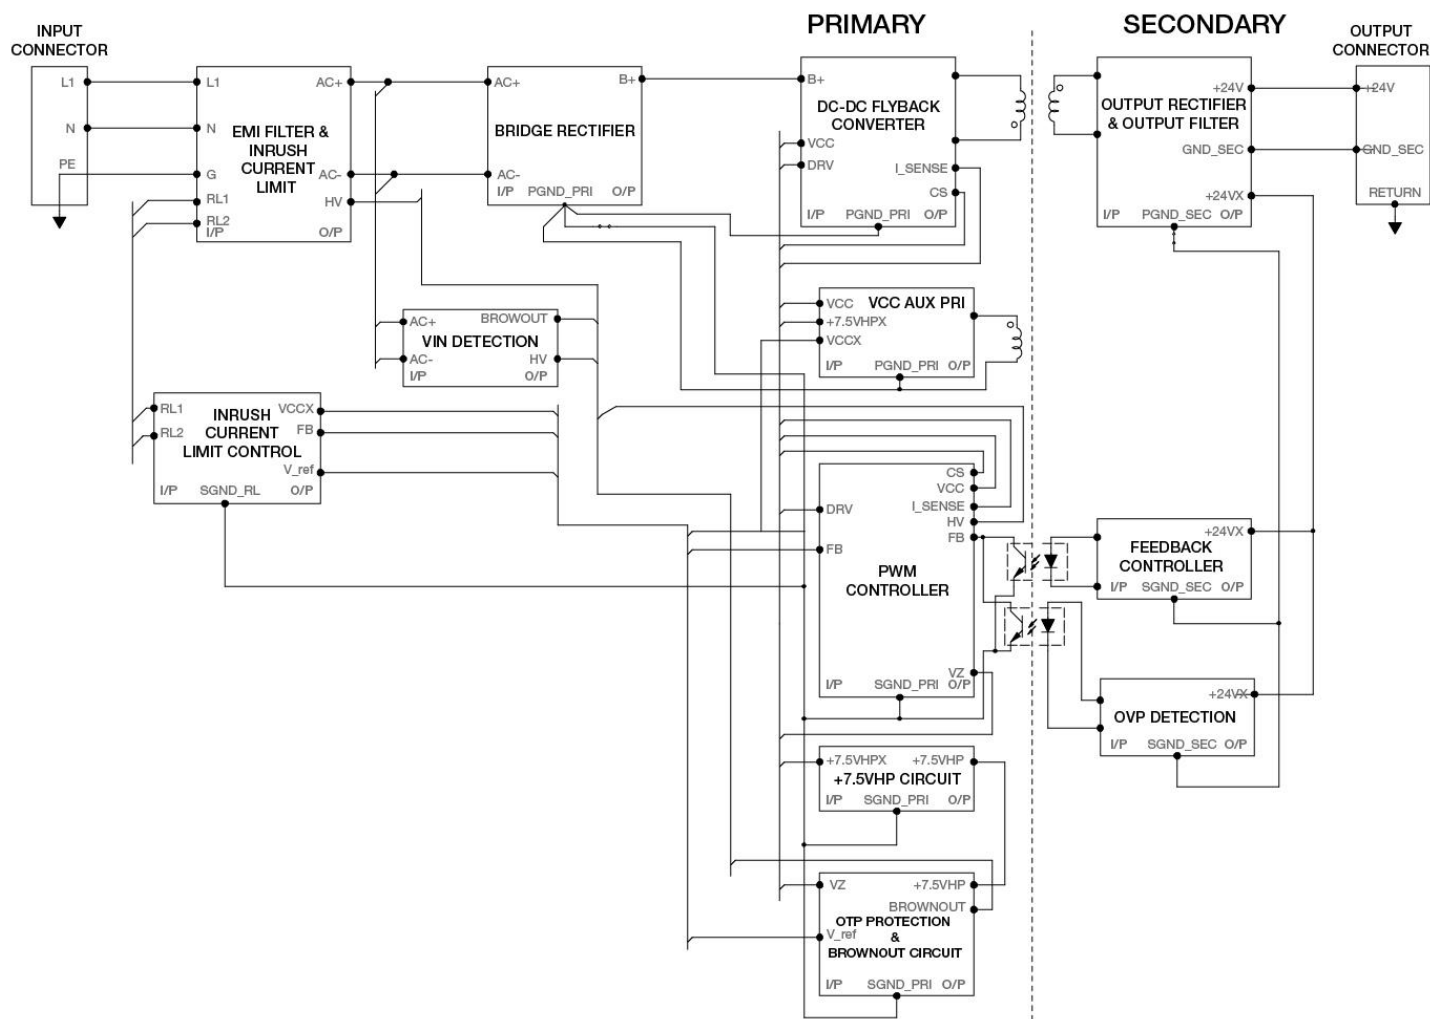 PRIMARY
SECONDARY
INPUT
CONNECTOR
L1
N
PE
L1
N
G
RL1
RL2
I/P
EMI FILTER &
INRUSH
CURRENT
LIMIT
AC+
AC-
HV
O/P
AC+
B+
BRIDGE RECTIFIER
AC-
I/P
PGND_PRI
O/P
B+
DC-DC FLYBACK
CONVERTER
VCC
DRV
I_SENSE
CS
I/P
PGND_PRI
O/P
OUTPUT RECTIFIER
& OUTPUT FILTER
+24V
GND_SEC
+24VX
I/P
PGND_SEC
O/P
OUTPUT
CONNECTOR
+24V
GND_SEC
RETURN
AC+
BROWOUT
VIN DETECTION
AC-
HV
I/P
O/P
VCC
VCC AUX PRI
+7.5VHPX
VCCX
I/P
PGND_PRI
O/P
RL1
RL2
INRUSH
CURRENT
LIMIT CONTROL
VCCX
FB
V_ref
I/P
SGND_RL
O/P
CS
VCC
I_SENSE
HV
FB
DRV
FB
PWM
CONTROLLER
VZ
I/P
SGND_PRI
O/P
+24VX
FEEDBACK
CONTROLLER
I/P
SGND_SEC
O/P
+24VX
OVP DETECTION
I/P
SGND_SEC
O/P
+7.5VHPX
+7.5VHP
+7.5VHP CIRCUIT
I/P
SGND_PRI
O/P
VZ
+7.5VHP
BROWNOUT
OTP PROTECTION
&
BROWNOUT CIRCUIT
V_ref
I/P
SGND_PRI
O/P